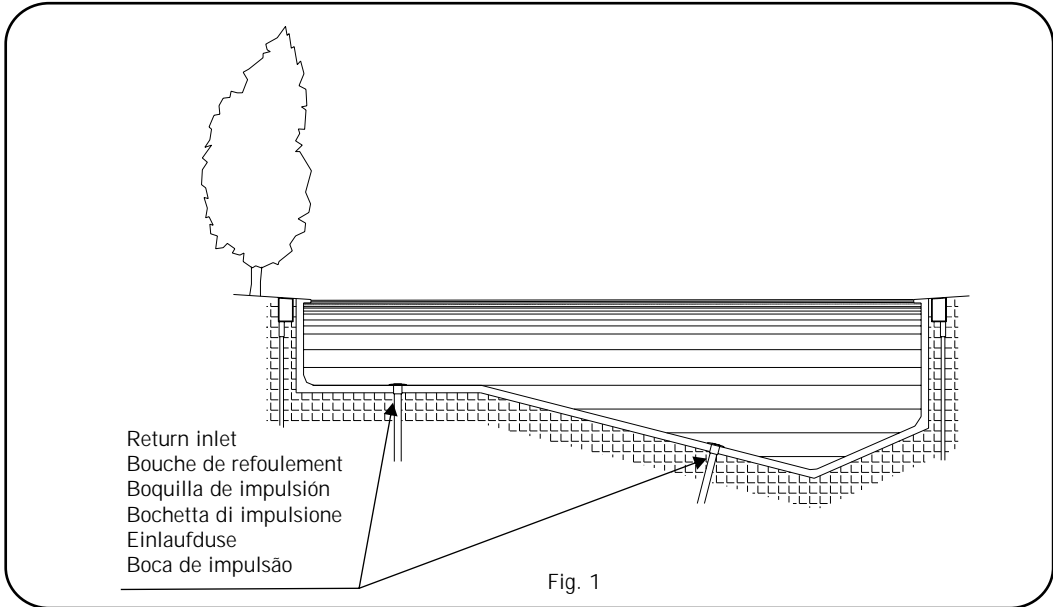 Return inlet
Bouche de refoulement
Boquilla de impulsión
Bochetta di impulsione
Einlaufduse
Boca de impulsão
Fig. 1